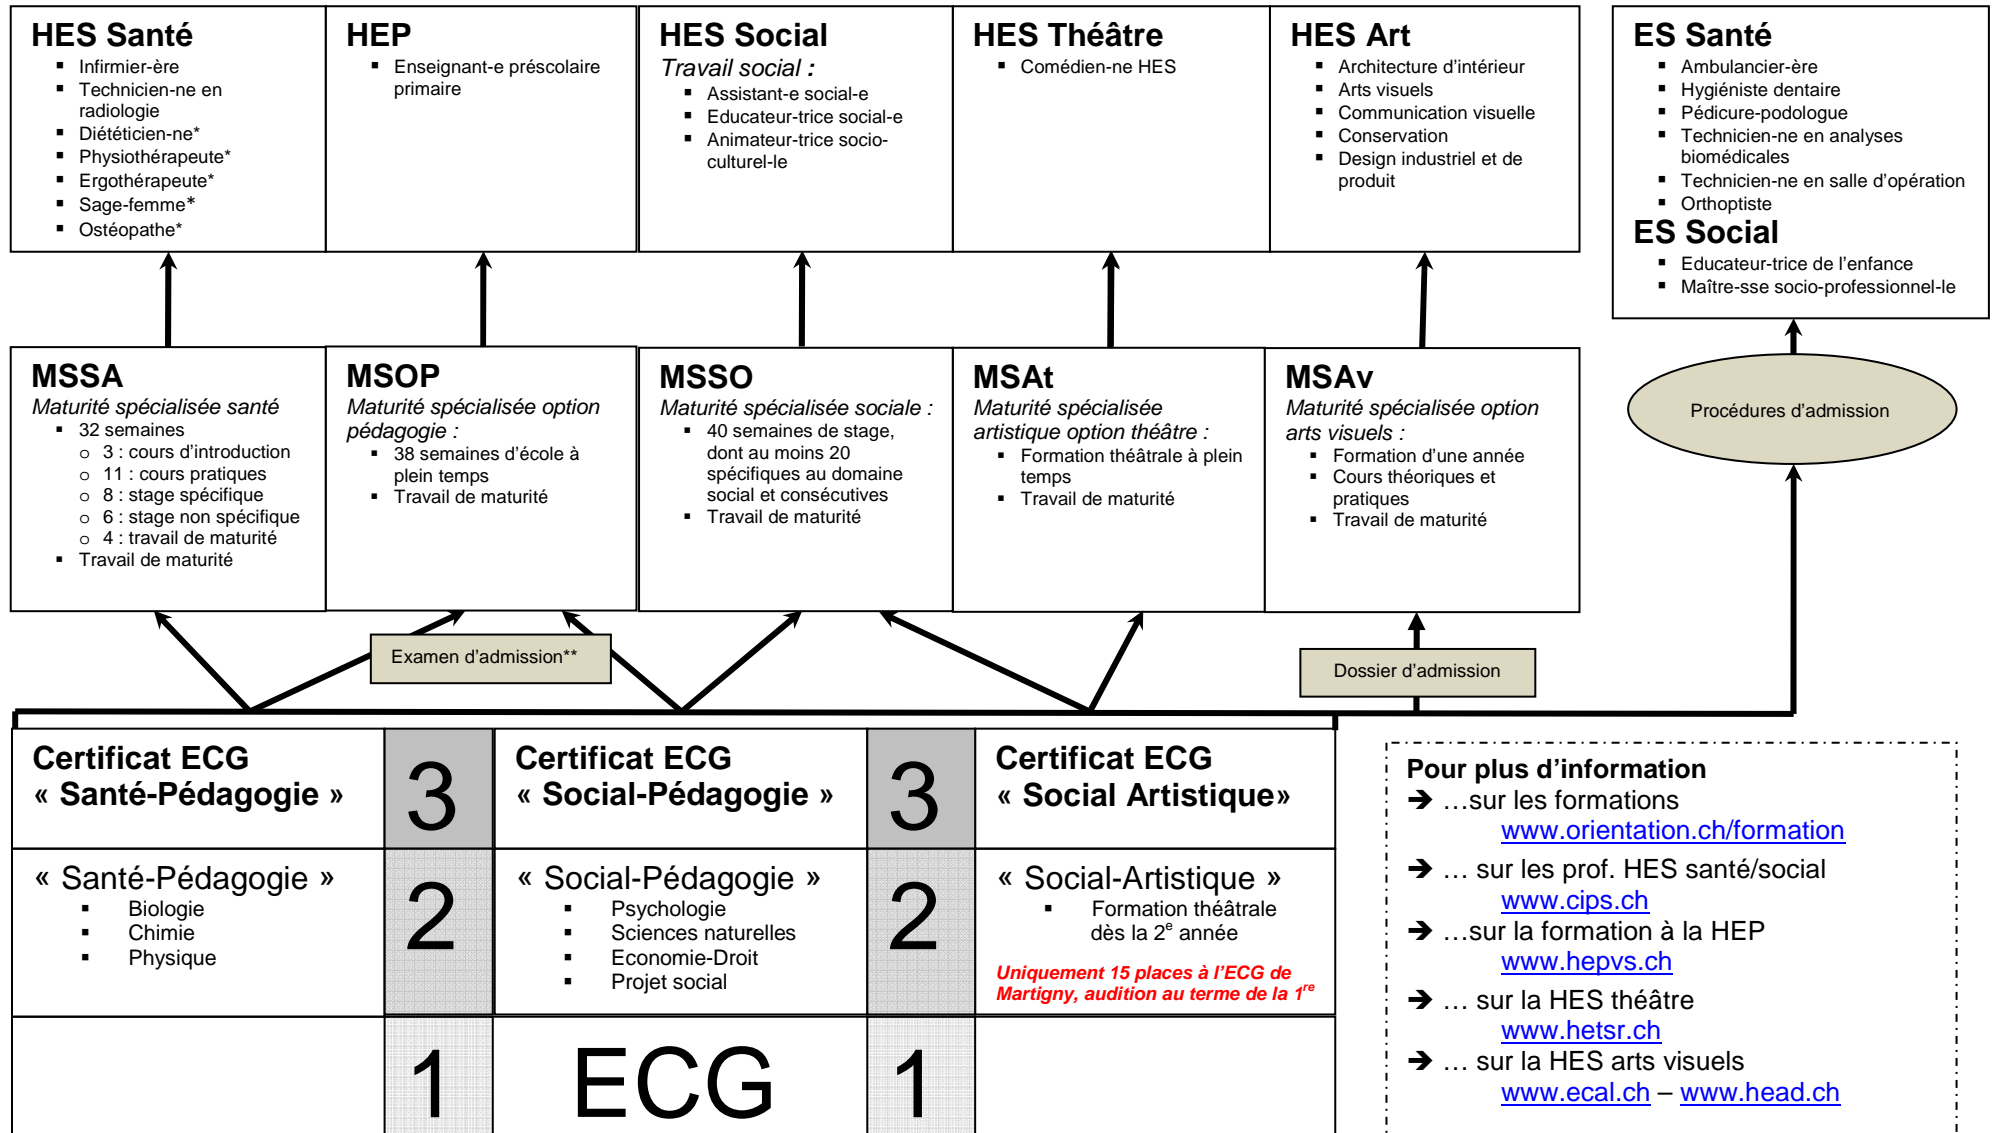 HES Santé
▪ Infirmier-ère
▪ Technicien-ne en
radiologie
▪ Diététicien-ne*
▪ Physiothérapeute*
▪ Ergothérapeute*
▪ Sage-femme*
▪ Ostéopathe*
HEP
▪ Enseignant-e préscolaire
primaire
HES Social
Travail social :
▪ Assistant-e social-e
▪ Educateur-trice social-e
▪ Animateur-trice socio-
culturel-le
HES Théâtre
▪ Comédien-ne HES
HES Art
▪ Architecture d’intérieur
▪ Arts visuels
▪ Communication visuelle
▪ Conservation
▪ Design industriel et de
produit
ES Santé
▪ Ambulancier-ère
▪ Hygiéniste dentaire
▪ Pédicure-podologue
▪ Technicien-ne en analyses
biomédicales
▪ Technicien-ne en salle d’opération
▪ Orthoptiste
ES Social
▪ Educateur-trice de l’enfance
▪ Maître-sse socio-professionnel-le
MSSA
Maturité spécialisée santé
▪ 32 semaines
o 3 : cours d’introduction
o 11 : cours pratiques
o 8 : stage spécifique
o 6 : stage non spécifique
o 4 : travail de maturité
▪ Travail de maturité
MSOP
Maturité spécialisée option
pédagogie :
▪ 38 semaines d’école à
plein temps
▪ Travail de maturité
MSSO
Maturité spécialisée sociale :
▪ 40 semaines de stage,
dont au moins 20
spécifiques au domaine
social et consécutives
▪ Travail de maturité
MSAt
Maturité spécialisée
artistique option théâtre :
▪ Formation théâtrale à plein
temps
▪ Travail de maturité
MSAv
Maturité spécialisée option
arts visuels :
▪ Formation d’une année
▪ Cours théoriques et
pratiques
▪ Travail de maturité
Procédures d’admission
Examen d’admission**
Dossier d’admission
Certificat ECG
« Santé-Pédagogie »
3
Certificat ECG
« Social-Pédagogie »
3
Certificat ECG
« Social Artistique»
« Santé-Pédagogie »
▪ Biologie
▪ Chimie
▪ Physique
2
« Social-Pédagogie »
▪ Psychologie
▪ Sciences naturelles
▪ Economie-Droit
▪ Projet social
2
« Social-Artistique »
▪ Formation théâtrale
dès la 2e année
Uniquement 15 places à l’ECG de
Martigny, audition au terme de la 1re
1
ECG
1
Pour plus d’information
➔ …sur les formations
www.orientation.ch/formation
➔ … sur les prof. HES santé/social
www.cips.ch
➔ …sur la formation à la HEP
www.hepvs.ch
➔ … sur la HES théâtre
www.hetsr.ch
➔ … sur la HES arts visuels
www.ecal.ch – www.head.ch